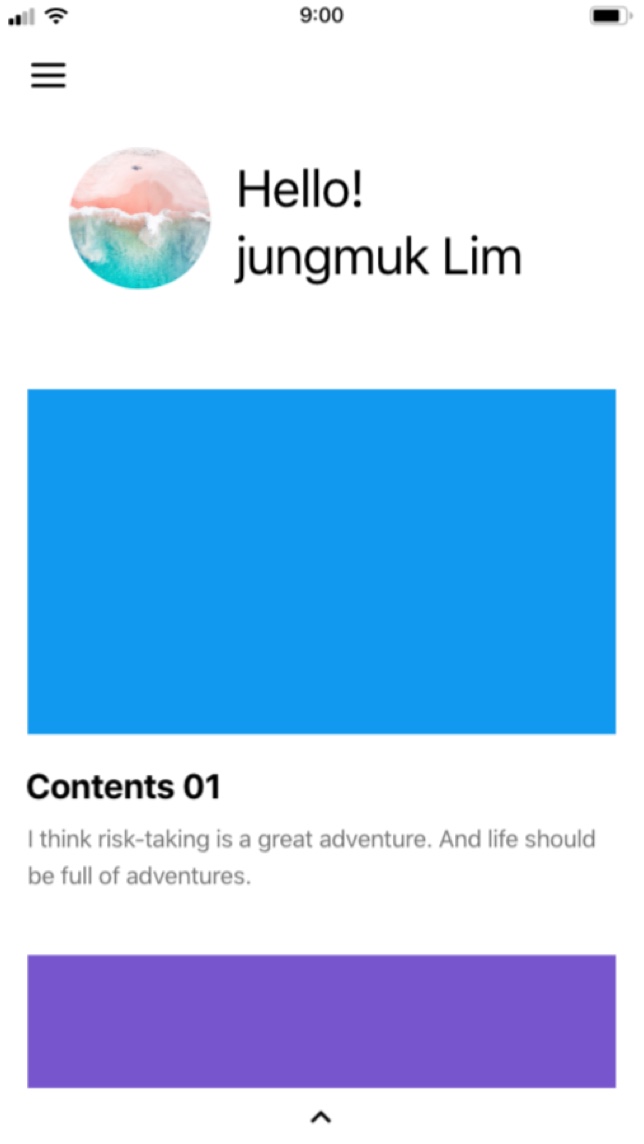 9:00
Hello!
jungmuk Lim
Contents 01
I think risk-taking is a great adventure. And life should
be full of adventures.